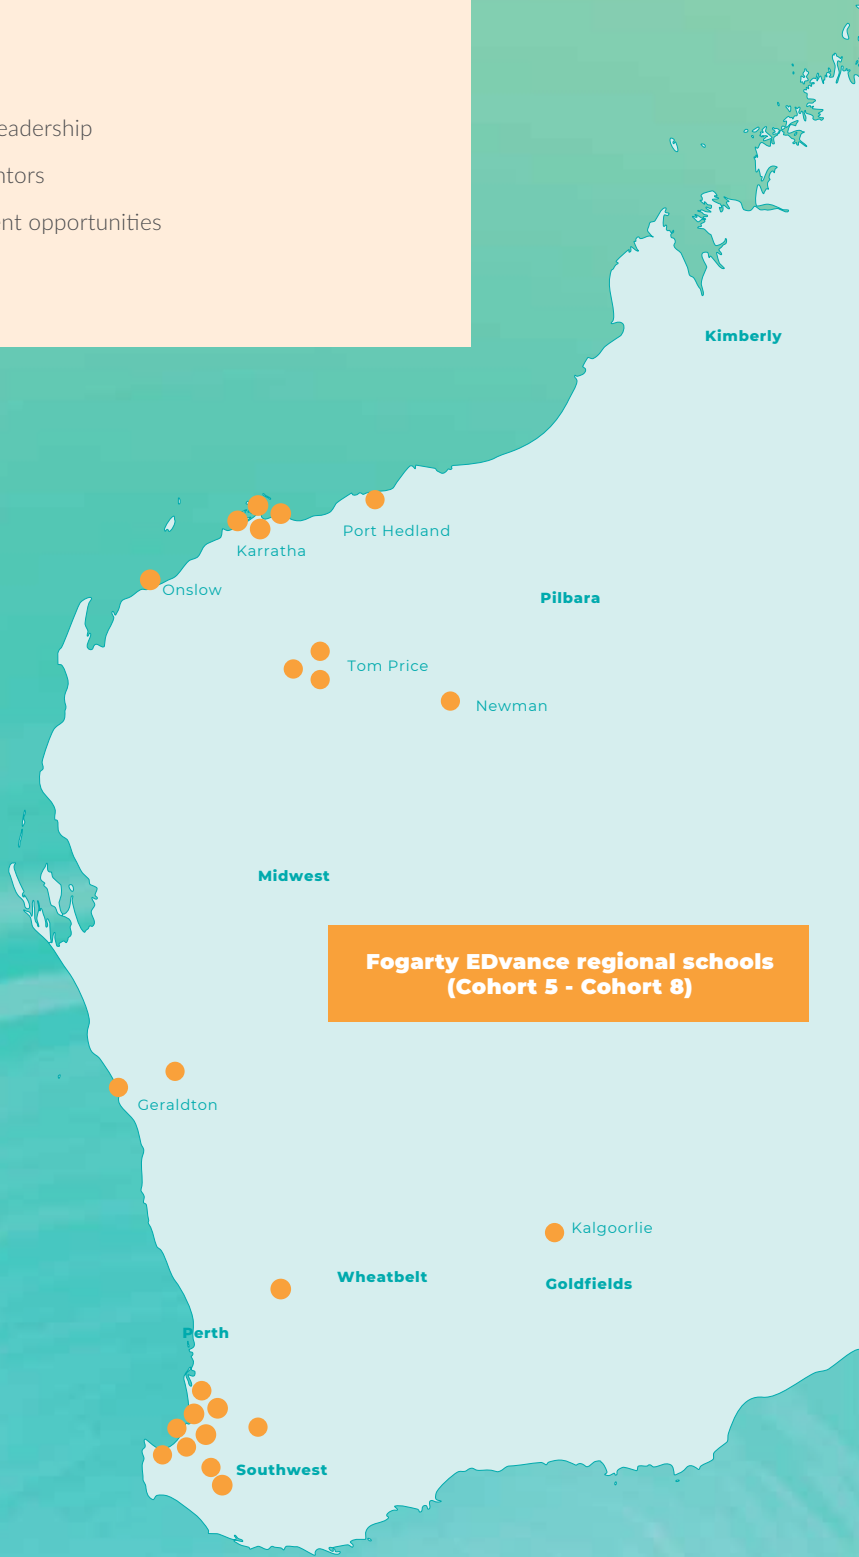 eadership
ntors
nt opportunities
Kimberly
Port Hedland
Karratha
Onslow
Pilbara
Tom Price
Newman
Midwest
Fogarty EDvance regional schools
(Cohort 5 - Cohort 8)
Geraldton
Kalgoorlie
Wheatbelt
Goldfields
Perth
Southwest